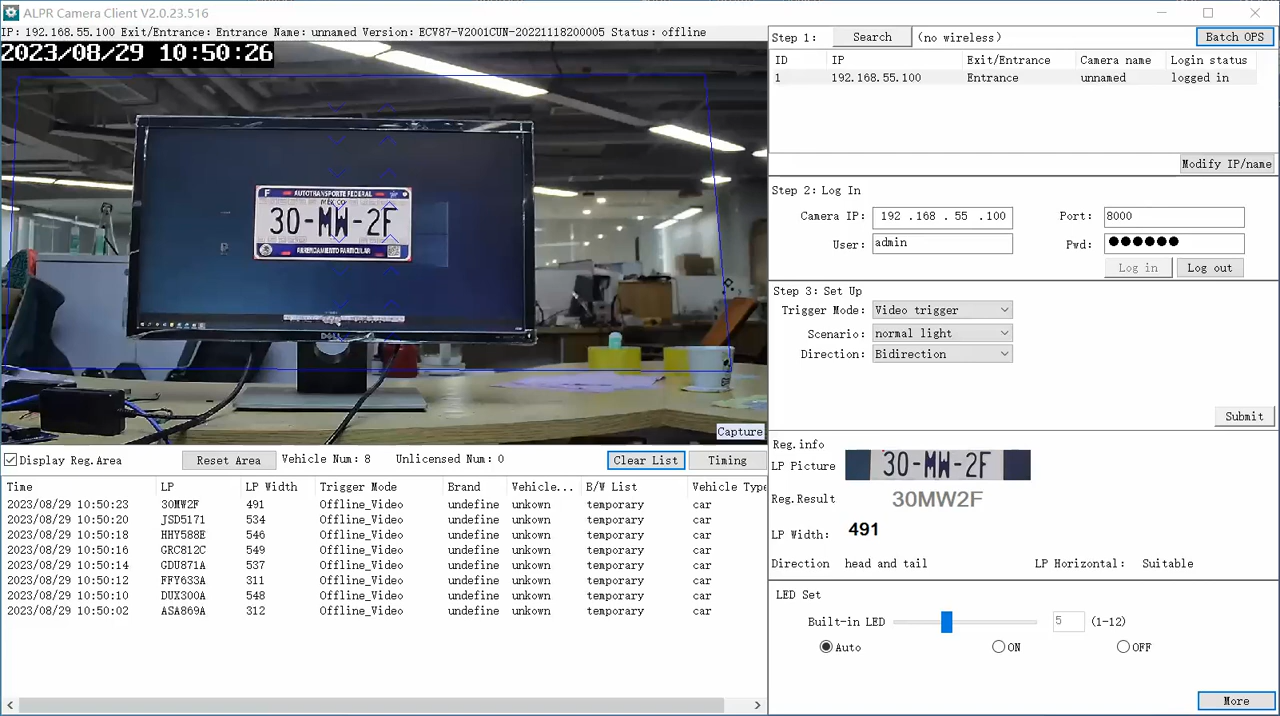 ALPR Camera Client V2.0.23.516
IP: 192.168.55.100 Exit/Entrance: Entrance Name: unnamed Version: ECV87-V2001CUN-20221118200005 Status: offline
2023/08/29 10:50:26
F AUTOTRANSPORTE FEDERAL
MÉXICO
30-MW-2F
ARRENDAMIENTO PARTICULAR
DELL
Capture
Display Reg.Area
Reset Area
Vehicle Num: 8
Unlicensed Num: 0
Clear List
Timing
Time LP LP Width Trigger Mode Brand Vehicle... B/W List Vehicle Type
2023/08/29 10:50:23 30MW2F 491 Offline_Video undefine unkown temporary car
2023/08/29 10:50:20 JSD5171 534 Offline_Video undefine unkown temporary car
2023/08/29 10:50:18 HHY588E 546 Offline_Video undefine unkown temporary car
2023/08/29 10:50:16 GRC812C 549 Offline_Video undefine unkown temporary car
2023/08/29 10:50:14 GDU871A 537 Offline_Video undefine unkown temporary car
2023/08/29 10:50:12 FFY633A 311 Offline_Video undefine unkown temporary car
2023/08/29 10:50:10 DUX300A 548 Offline_Video undefine unkown temporary car
2023/08/29 10:50:02 ASA869A 312 Offline_Video undefine unkown temporary car
Step 1: Search (no wireless) Batch OPS
ID IP Exit/Entrance Camera name Login status
1 192.168.55.100 Entrance unnamed logged in
Modify IP/name
Step 2: Log In
Camera IP: 192 .168 . 55 .100 Port: 8000
User: admin Pwd: ●●●●●●
Log in Log out
Step 3: Set Up
Trigger Mode: Video trigger
Scenario: normal light
Direction: Bidirection
Submit
Reg.info
LP Picture 30-MW-2F
Reg.Result 30MW2F
LP Width: 491
Direction head and tail LP Horizontal: Suitable
LED Set
Built-in LED 5 (1-12)
Auto ON OFF
More